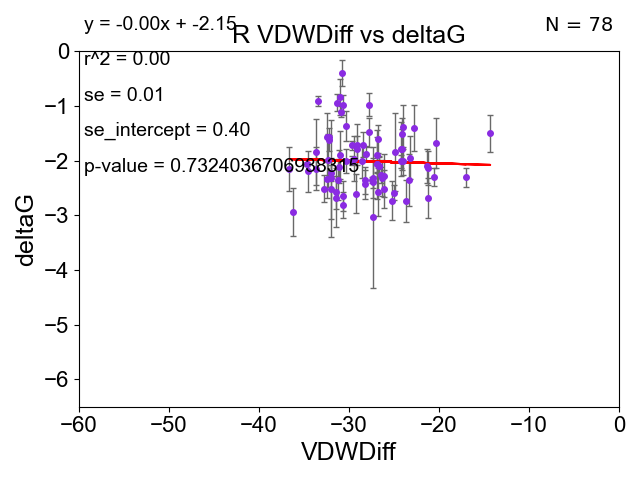 y = -0.00x + -2.15
N = 78
R VDWDiff vs deltaG
r^2 = 0.00
se = 0.01
se_intercept = 0.40
p-value = 0.7324036706938315
0
−1
−2
−3
−4
−5
−6
deltaG
−60 −50 −40 −30 −20 −10 0
VDWDiff